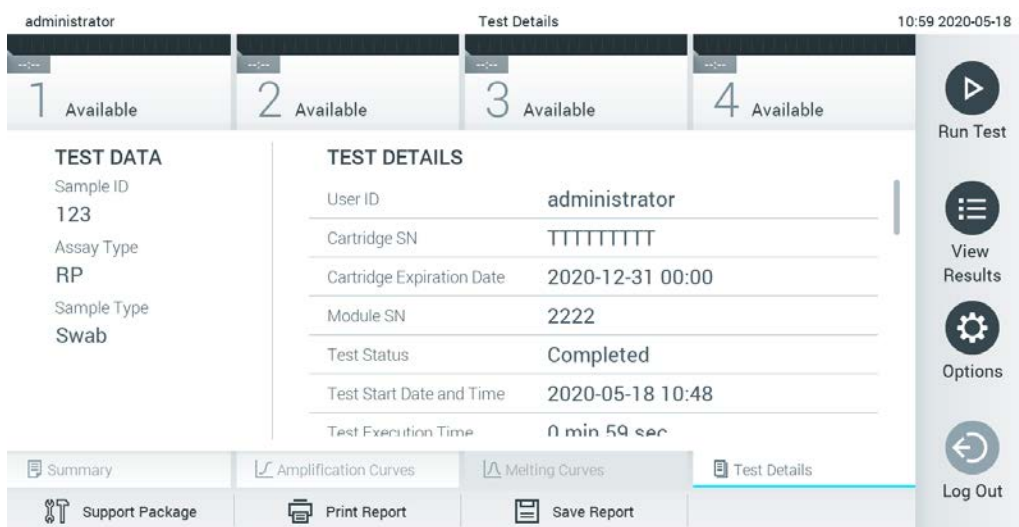 administrator Test Details 10:59 2020-05-18
--:-- --:-- --:-- --:--
1 Available 2 Available 3 Available 4 Available
Run Test
View
Results
Options
Log Out
TEST DATA
Sample ID
123
Assay Type
RP
Sample Type
Swab
TEST DETAILS
User ID administrator
Cartridge SN TTTTTTTTT
Cartridge Expiration Date 2020-12-31 00:00
Module SN 2222
Test Status Completed
Test Start Date and Time 2020-05-18 10:48
Test Execution Time 0 min 59 sec
Summary Amplification Curves Melting Curves Test Details
Support Package Print Report Save Report